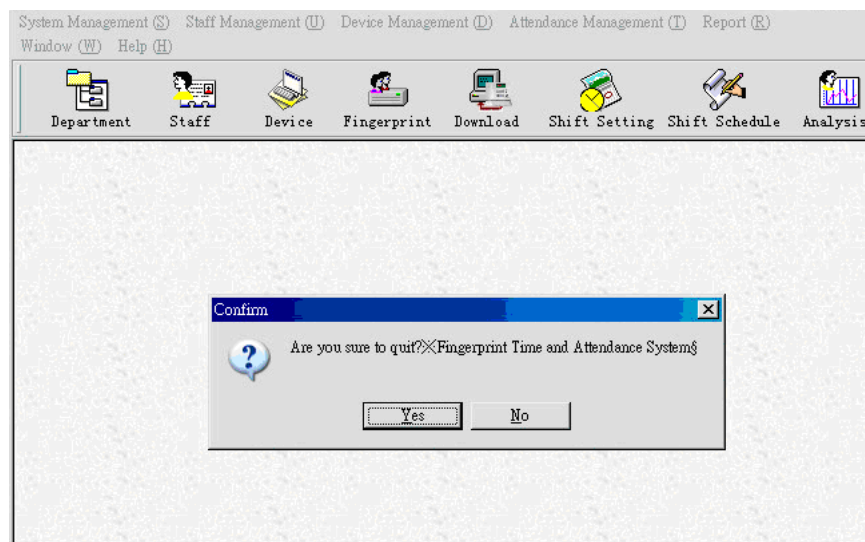 System Management (S) Staff Management (U) Device Management (D) Attendance Management (T) Report (R)
Window (W) Help (H)
Department Staff Device Fingerprint Download Shift Setting Shift Schedule Analysis
Confirm
Are you sure to quit?※Fingerprint Time and Attendance System§
Yes No